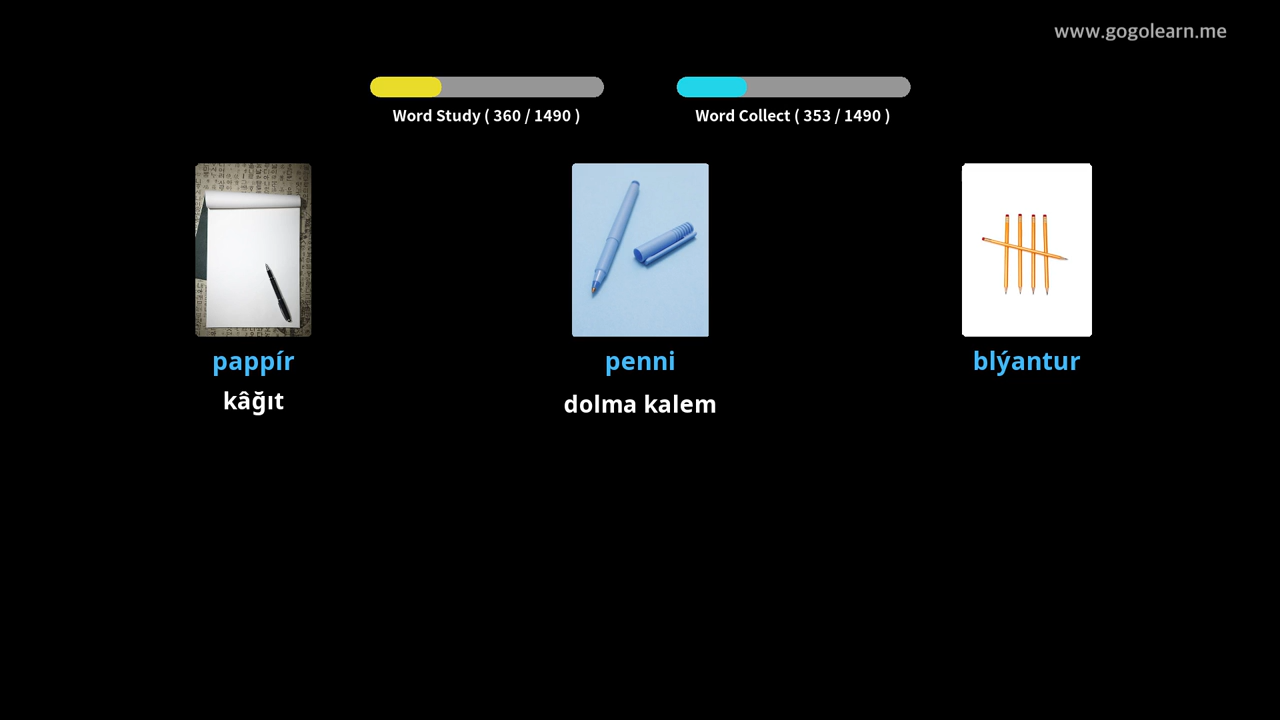 www.gogolearn.me
Word Study ( 360 / 1490 )
Word Collect ( 353 / 1490 )
pappír
penni
blýantur
kâğıt
dolma kalem